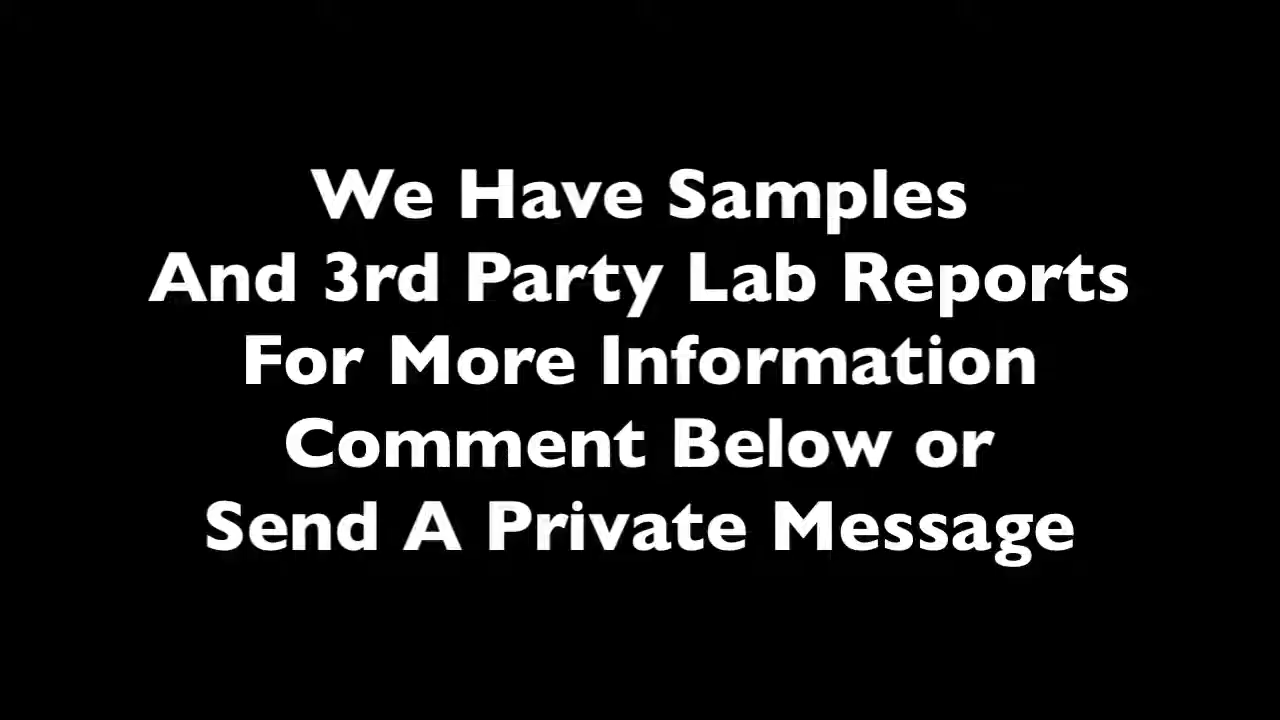 We Have Samples
And 3rd Party Lab Reports
For More Information
Comment Below or
Send A Private Message